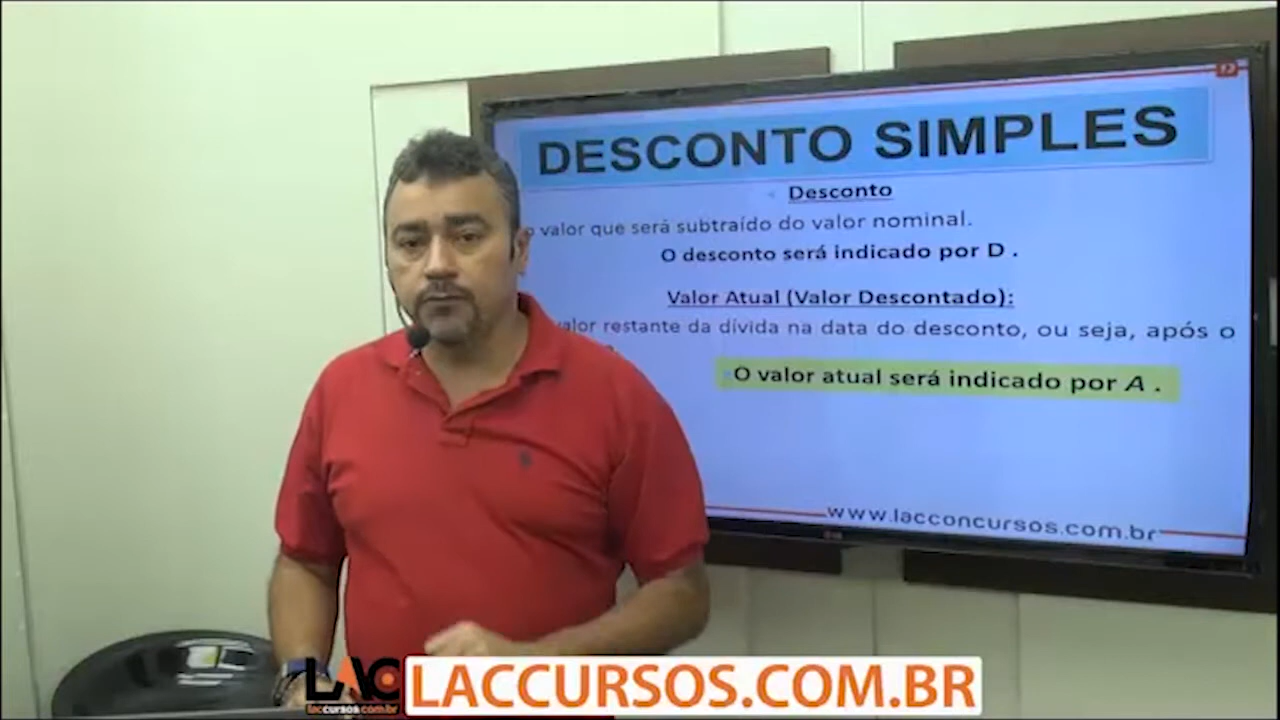 DESCONTO SIMPLES
Desconto
o valor que será subtraído do valor nominal.
O desconto será indicado por D .
Valor Atual (Valor Descontado):
valor restante da dívida na data do desconto, ou seja, após o
O valor atual será indicado por A .
www.lacconcursos.com.br
LAC
laccursos.com.br
LACCURSOS.COM.BR